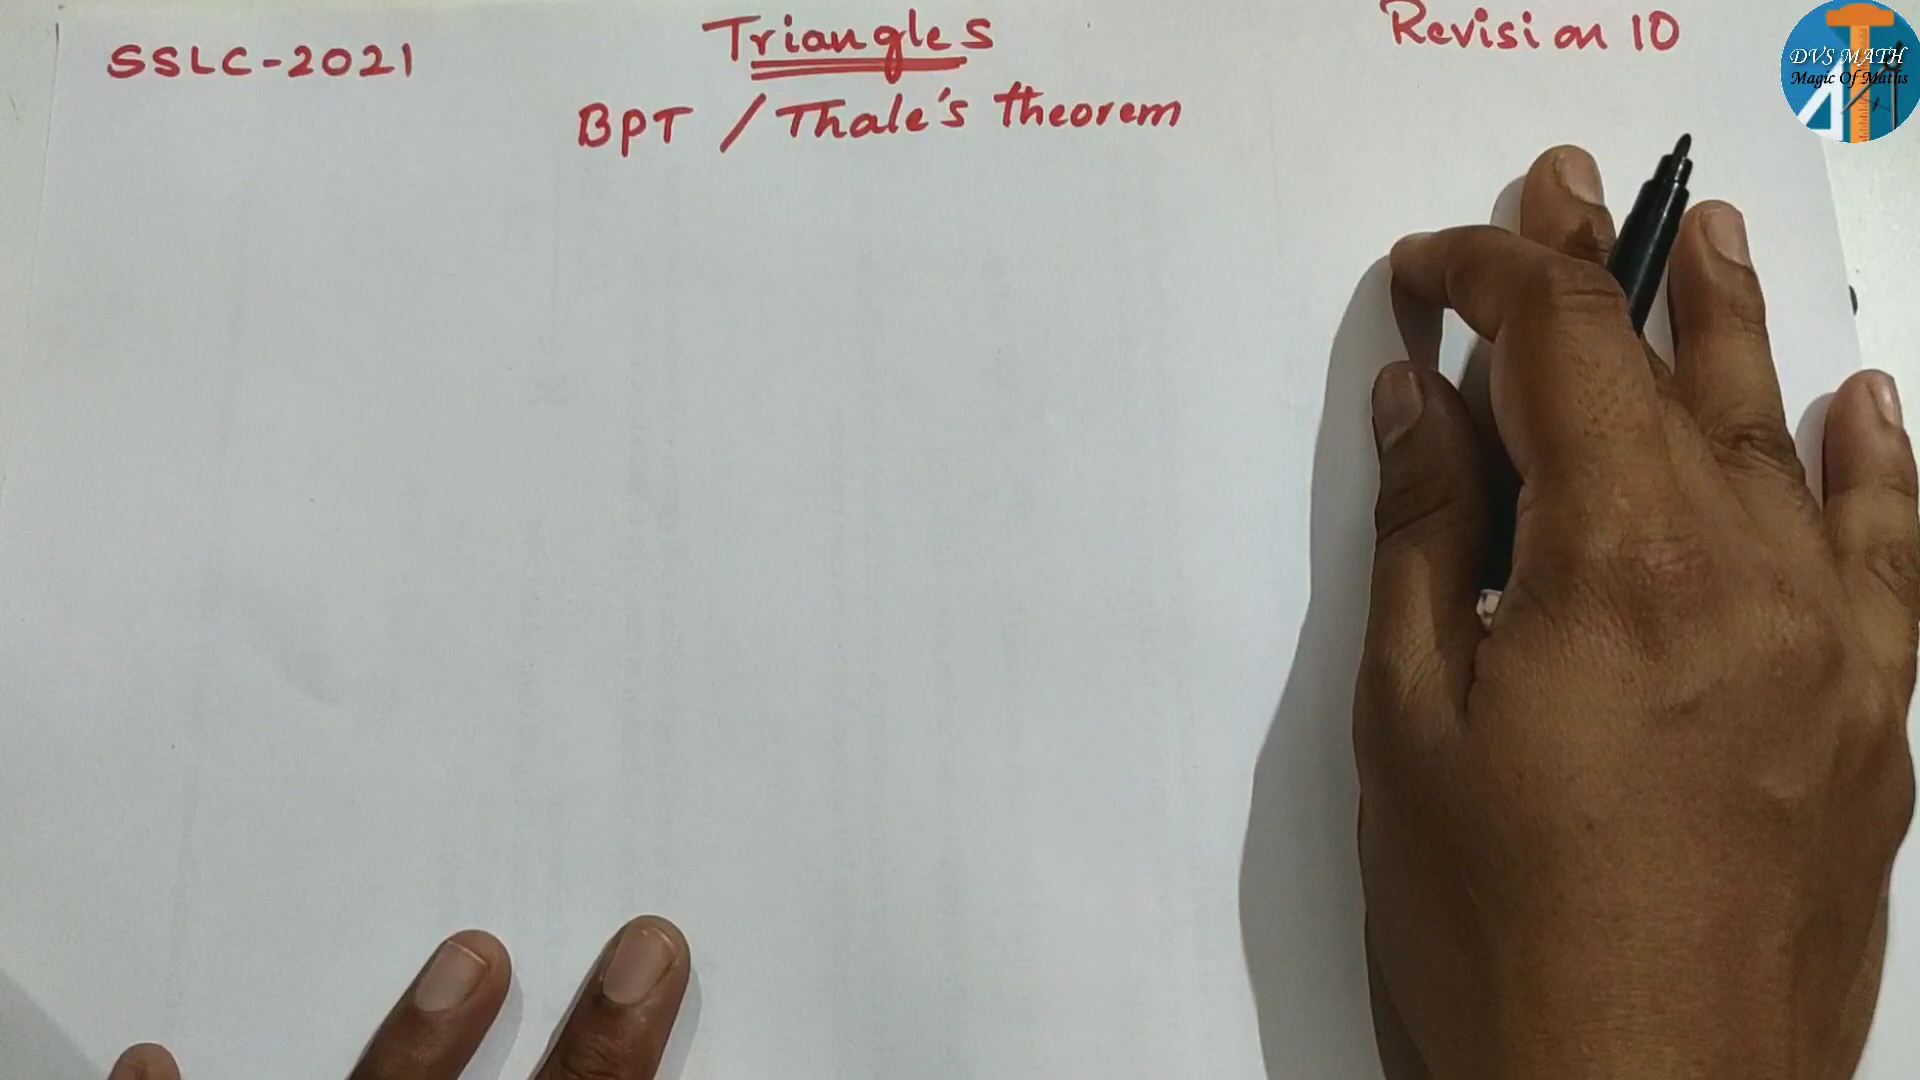 SSLC-2021
Triangles
Revision 10
BPT / Thale's theorem
DVS MATH
Magic Of Maths